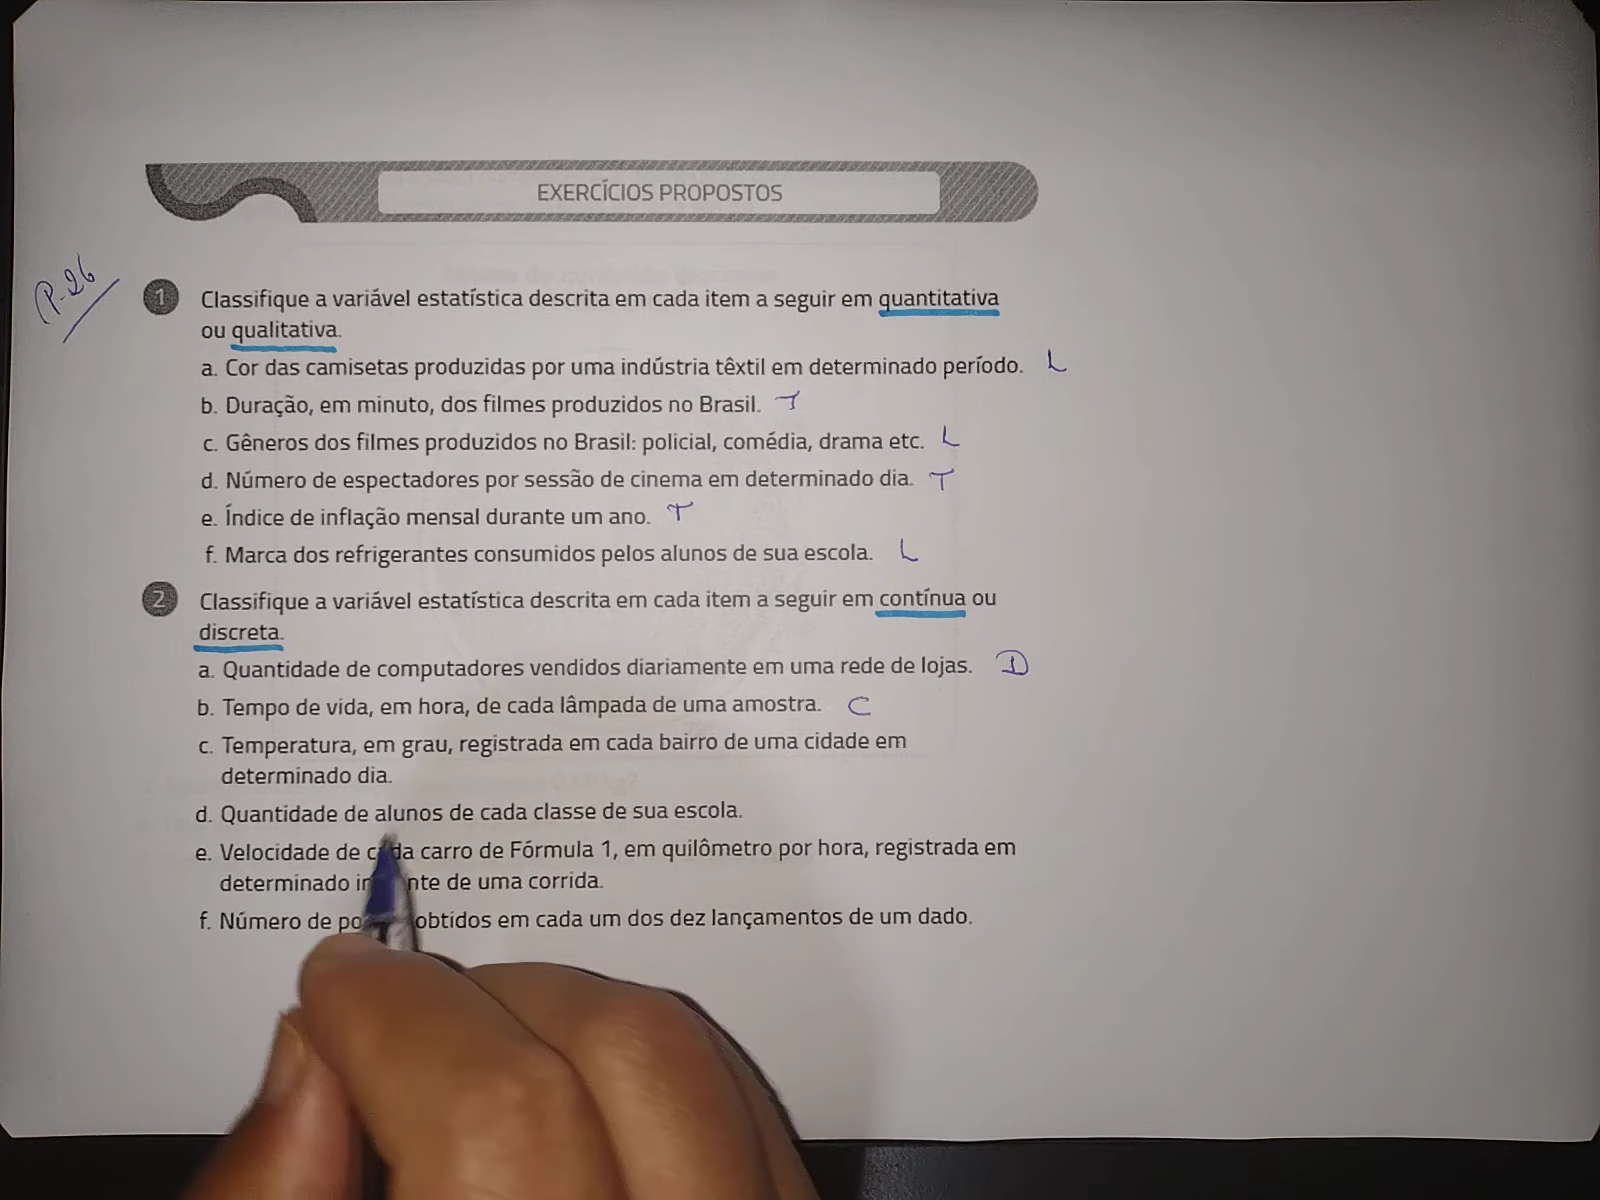 EXERCÍCIOS PROPOSTOS
P. 26
1 Classifique a variável estatística descrita em cada item a seguir em quantitativa
ou qualitativa.
a. Cor das camisetas produzidas por uma indústria têxtil em determinado período. L
b. Duração, em minuto, dos filmes produzidos no Brasil. T
c. Gêneros dos filmes produzidos no Brasil: policial, comédia, drama etc. L
d. Número de espectadores por sessão de cinema em determinado dia. T
e. Índice de inflação mensal durante um ano. T
f. Marca dos refrigerantes consumidos pelos alunos de sua escola. L
2 Classifique a variável estatística descrita em cada item a seguir em contínua ou
discreta.
a. Quantidade de computadores vendidos diariamente em uma rede de lojas. D
b. Tempo de vida, em hora, de cada lâmpada de uma amostra. C
c. Temperatura, em grau, registrada em cada bairro de uma cidade em
determinado dia.
d. Quantidade de alunos de cada classe de sua escola.
e. Velocidade de cada carro de Fórmula 1, em quilômetro por hora, registrada em
determinado de uma corrida.
f. Número de obtidos em cada um dos dez lançamentos de um dado.